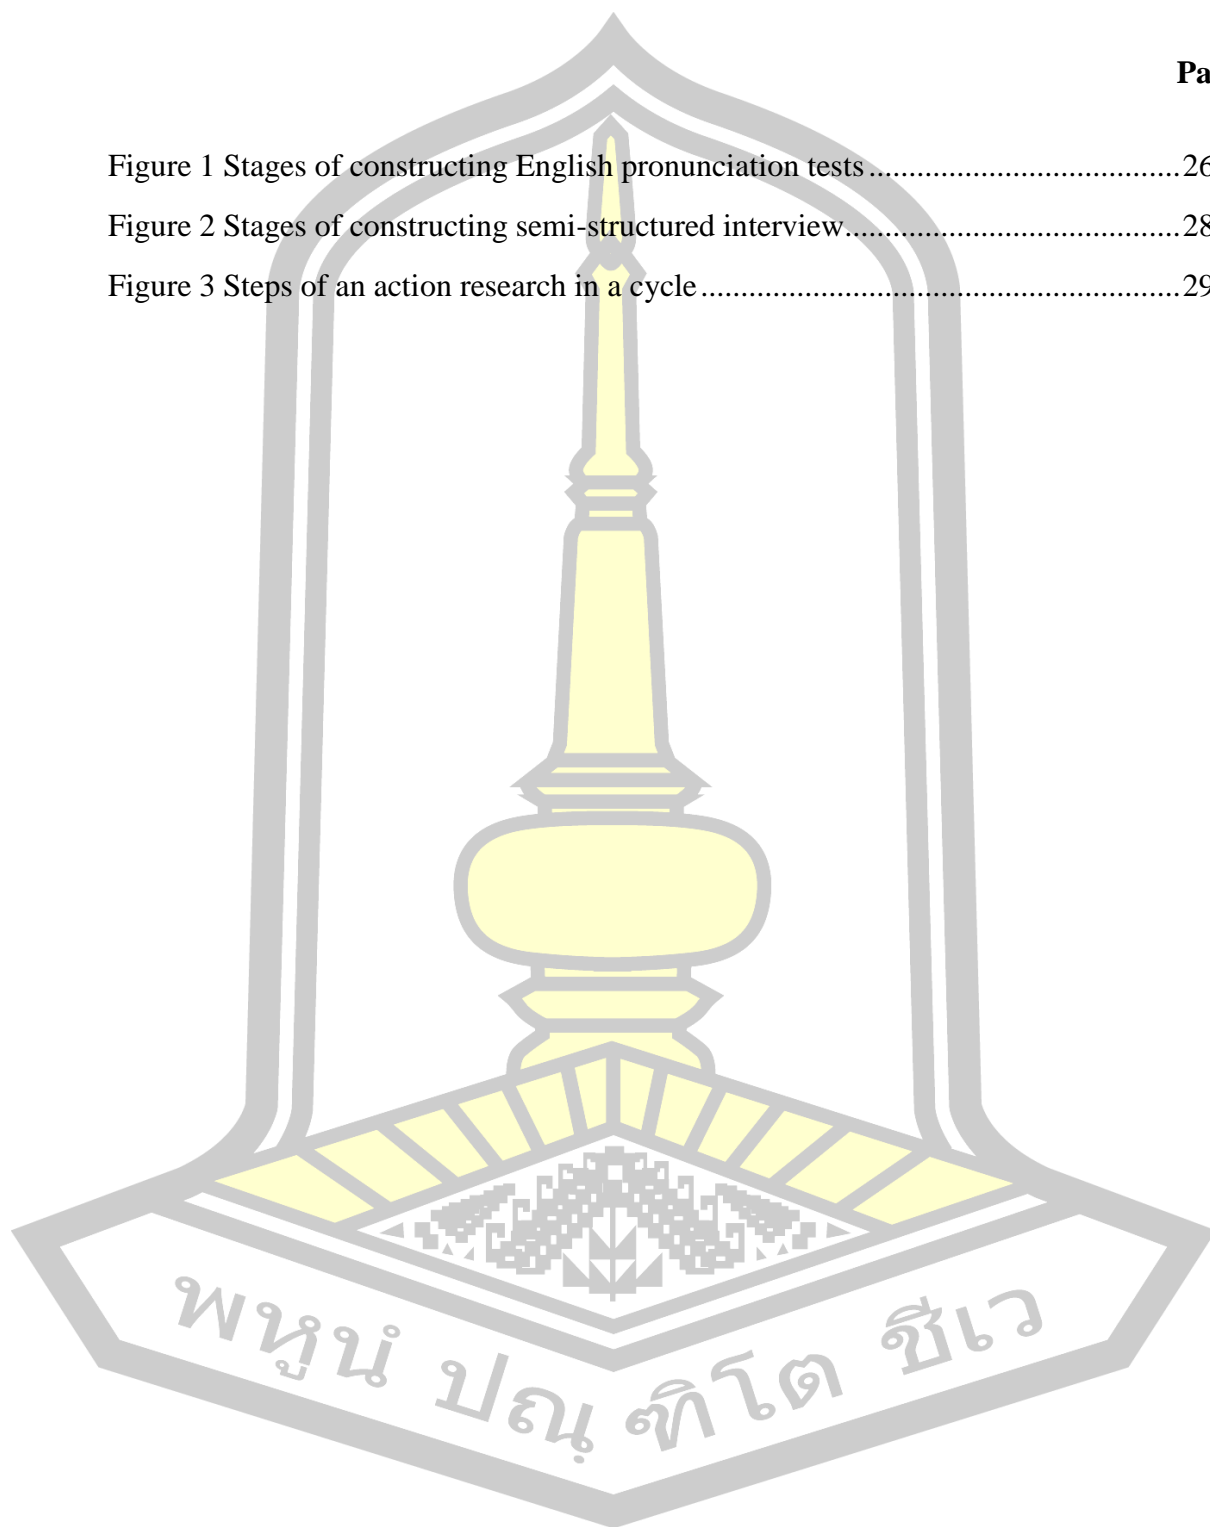 Pa
Figure 1 Stages of constructing English pronunciation tests....................................26
Figure 2 Stages of constructing semi-structured interview.......................................28
Figure 3 Steps of an action research in a cycle.......................................................29
พหูนํ ปณฺฑิโต ชีเว